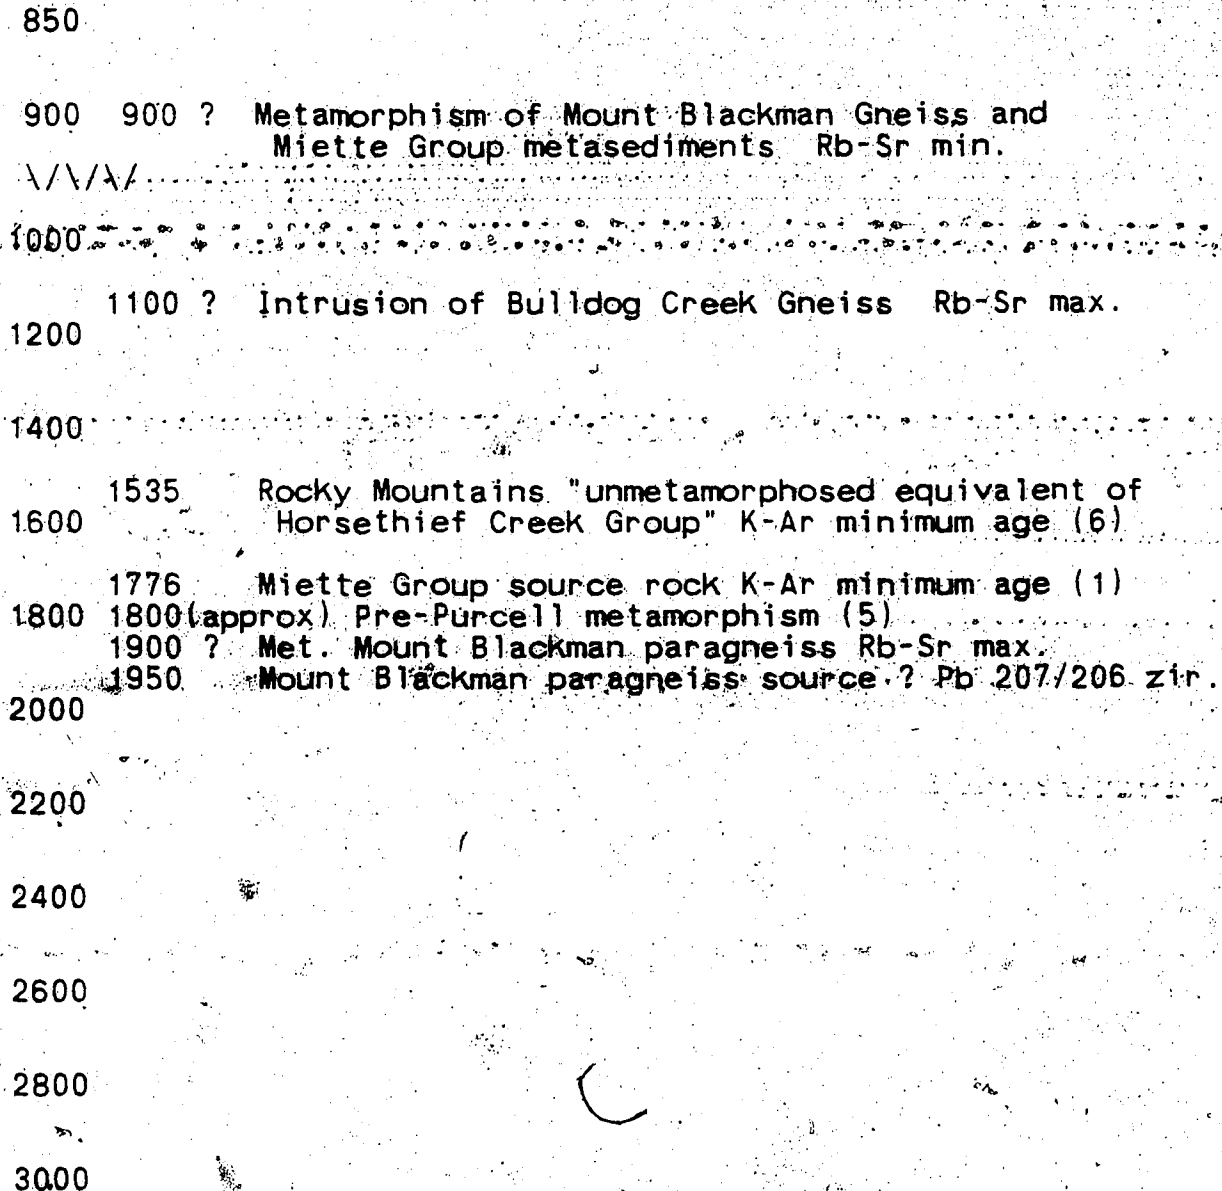 850
900 900 ? Metamorphism of Mount Blackman Gneiss and
Miette Group metasediments Rb-Sr min.
\/\/\/
1000
1100 ? Intrusion of Bulldog Creek Gneiss Rb-Sr max.
1200
1400
1535 Rocky Mountains "unmetamorphosed equivalent of
1600 Horsethief Creek Group" K-Ar minimum age (6)
1776 Miette Group source rock K-Ar minimum age (1)
1800 1800(approx) Pre-Purcell metamorphism (5)
1900 ? Met. Mount Blackman paragneiss Rb-Sr max.
1950 Mount Blackman paragneiss source ? Pb 207/206 zir.
2000
2200
2400
2600
2800
3000